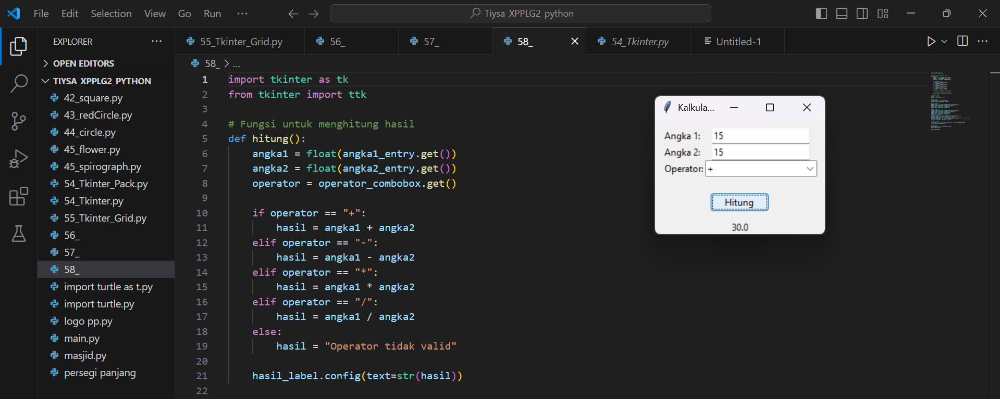 File Edit Selection View Go Run ··· Tiysa_XPPLG2_python
EXPLORER ···
OPEN EDITORS
TIYSA_XPPLG2_PYTHON
42_square.py
43_redCircle.py
44_circle.py
45_flower.py
45_spirograph.py
54_Tkinter_Pack.py
54_Tkinter.py
55_Tkinter_Grid.py
56_
57_
58_
import turtle as t.py
import turtle.py
logo pp.py
main.py
masjid.py
persegi panjang
55_Tkinter_Grid.py 56_ 57_ 58_ 54_Tkinter.py Untitled-1 ···
58_ > ...
1 import tkinter as tk
2 from tkinter import ttk
3
4 # Fungsi untuk menghitung hasil
5 def hitung():
6 angka1 = float(angka1_entry.get())
7 angka2 = float(angka2_entry.get())
8 operator = operator_combobox.get()
9
10 if operator == "+":
11 hasil = angka1 + angka2
12 elif operator == "-":
13 hasil = angka1 - angka2
14 elif operator == "*":
15 hasil = angka1 * angka2
16 elif operator == "/":
17 hasil = angka1 / angka2
18 else:
19 hasil = "Operator tidak valid"
20
21 hasil_label.config(text=str(hasil))
22
Kalkula...
Angka 1: 15
Angka 2: 15
Operator: +
Hitung
30.0